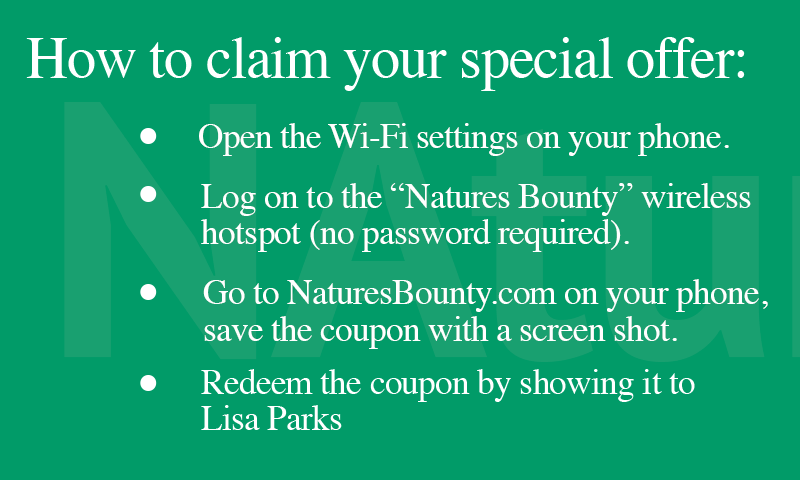 How to claim your special offer:
● Open the Wi-Fi settings on your phone.
● Log on to the “Natures Bounty” wireless
hotspot (no password required).
● Go to NaturesBounty.com on your phone,
save the coupon with a screen shot.
● Redeem the coupon by showing it to
Lisa Parks
NAtur